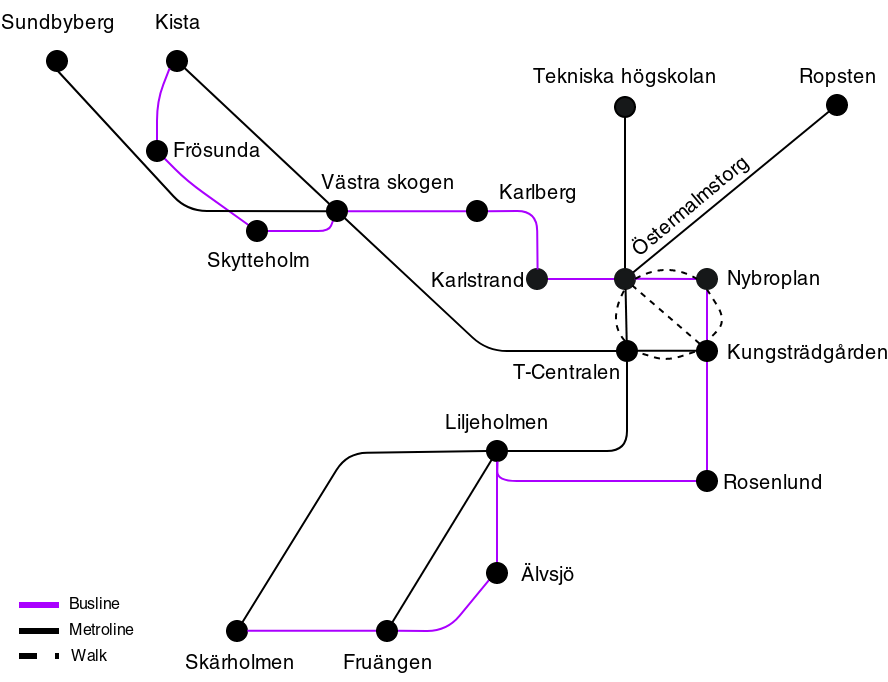 Sundbyberg
Kista
Tekniska högskolan
Ropsten
Frösunda
Västra skogen
Karlberg
Östermalmstorg
Skytteholm
Karlstrand
Nybroplan
T-Centralen
Kungsträdgården
Liljeholmen
Rosenlund
Älvsjö
Busline
Metroline
Walk
Skärholmen
Fruängen